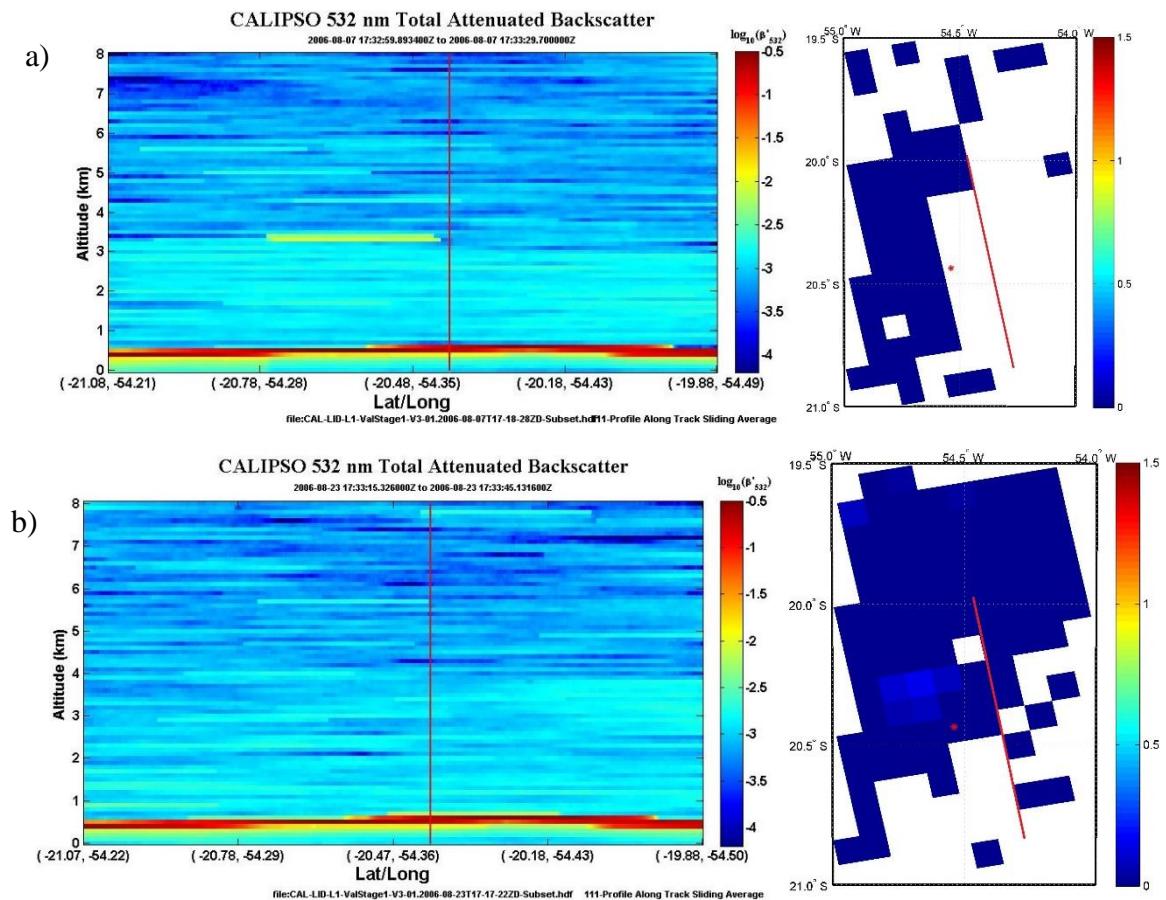 a)
CALIPSO 532 nm Total Attenuated Backscatter
2006-08-07 17:32:59.893400Z to 2006-08-07 17:33:29.700000Z
log10(β'532)
Altitude (km)
8
7
6
5
4
3
2
1
0
-0.5
-1
-1.5
-2
-2.5
-3
-3.5
-4
( -21.08, -54.21)
( -20.78, -54.28)
( -20.48, -54.35)
( -20.18, -54.43)
( -19.88, -54.49)
Lat/Long
file:CAL-LID-L1-ValStage1-V3-01.2006-08-07T17-18-28ZD-Subset.hdf
111-Profile Along Track Sliding Average
55.0° W
54.5° W
54.0° W
19.5° S
20.0° S
20.5° S
21.0° S
1.5
1
0.5
0
b)
CALIPSO 532 nm Total Attenuated Backscatter
2006-08-23 17:33:15.326000Z to 2006-08-23 17:33:45.131600Z
log10(β'532)
Altitude (km)
8
7
6
5
4
3
2
1
0
-0.5
-1
-1.5
-2
-2.5
-3
-3.5
-4
( -21.07, -54.22)
( -20.78, -54.29)
( -20.47, -54.36)
( -20.18, -54.43)
( -19.88, -54.50)
Lat/Long
file:CAL-LID-L1-ValStage1-V3-01.2006-08-23T17-17-22ZD-Subset.hdf
111-Profile Along Track Sliding Average
55.0° W
54.5° W
54.0° W
19.5° S
20.0° S
20.5° S
21.0° S
1.5
1
0.5
0